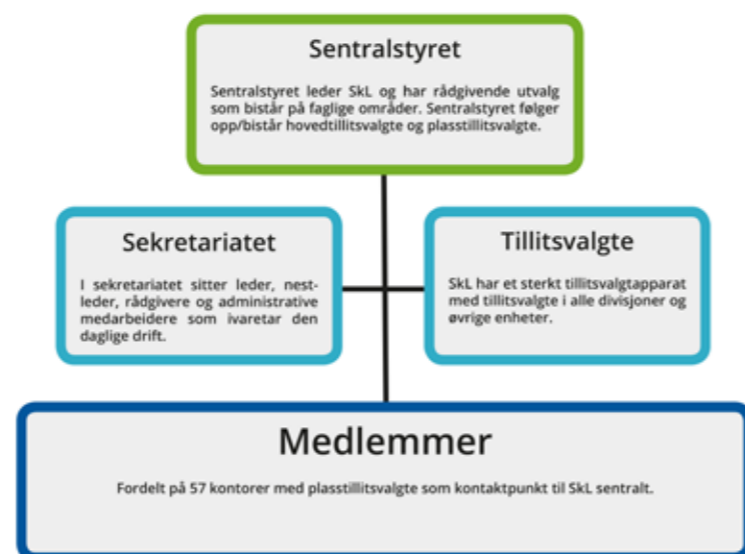 Sentralstyret
Sentralstyret leder SkL og har rådgivende utvalg
som bistår på faglige områder. Sentralstyret følger
opp/bistår hovedtillitsvalgte og plasstillitsvalgte.
Sekretariatet
I sekretariatet sitter leder, nest-
leder, rådgivere og administrative
medarbeidere som ivaretar den
daglige drift.
Tillitsvalgte
SkL har et sterkt tillitsvalgtapparat
med tillitsvalgte i alle divisjoner og
øvrige enheter.
Medlemmer
Fordelt på 57 kontorer med plasstillitsvalgte som kontaktpunkt til SkL sentralt.